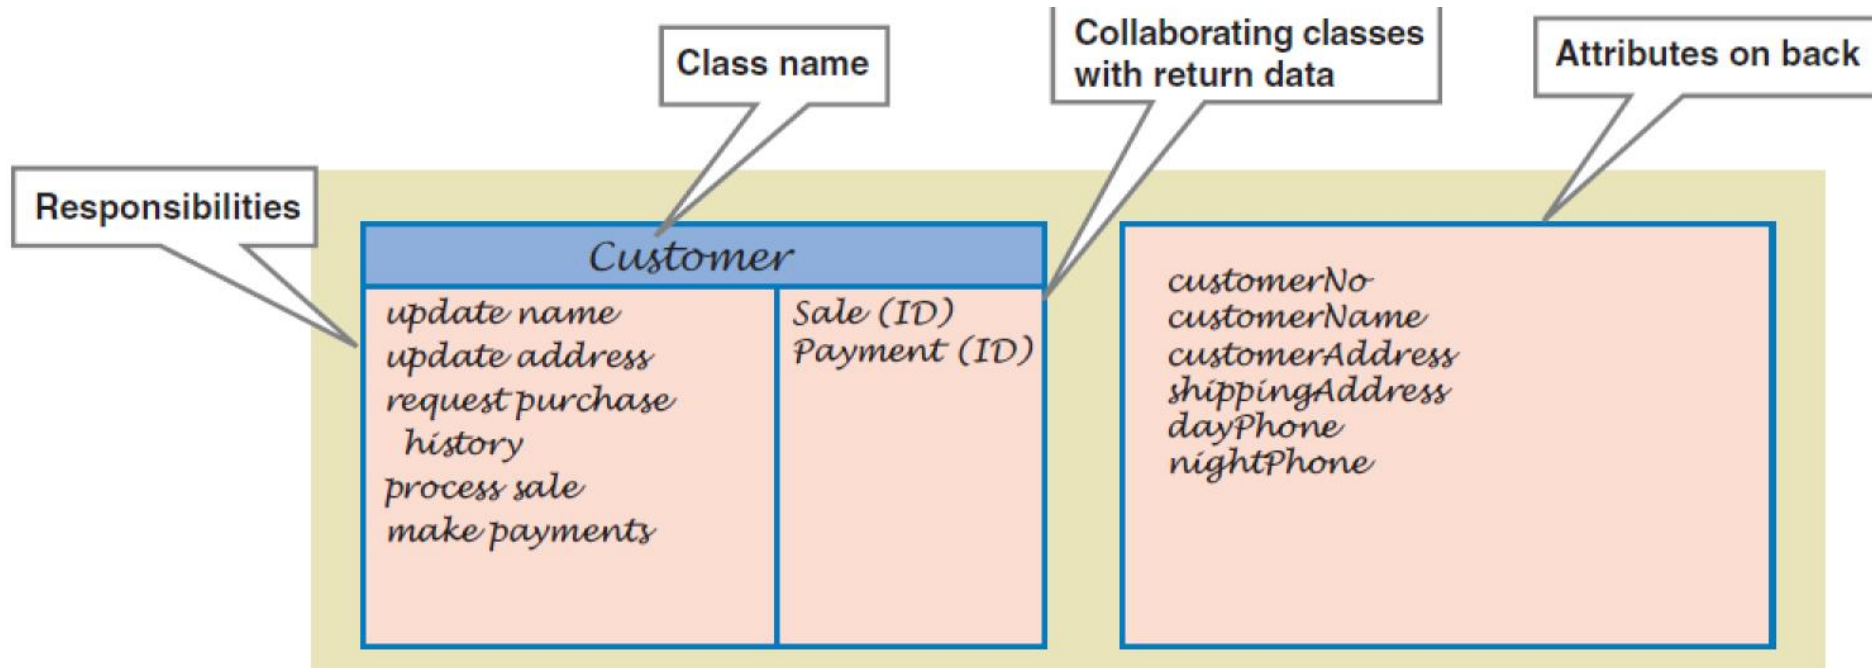 Class name
Collaborating classes
with return data
Attributes on back
Responsibilities
Customer
update name
update address
request purchase
history
process sale
make payments
Sale (ID)
Payment (ID)
customerNo
customerName
customerAddress
shippingAddress
dayPhone
nightPhone